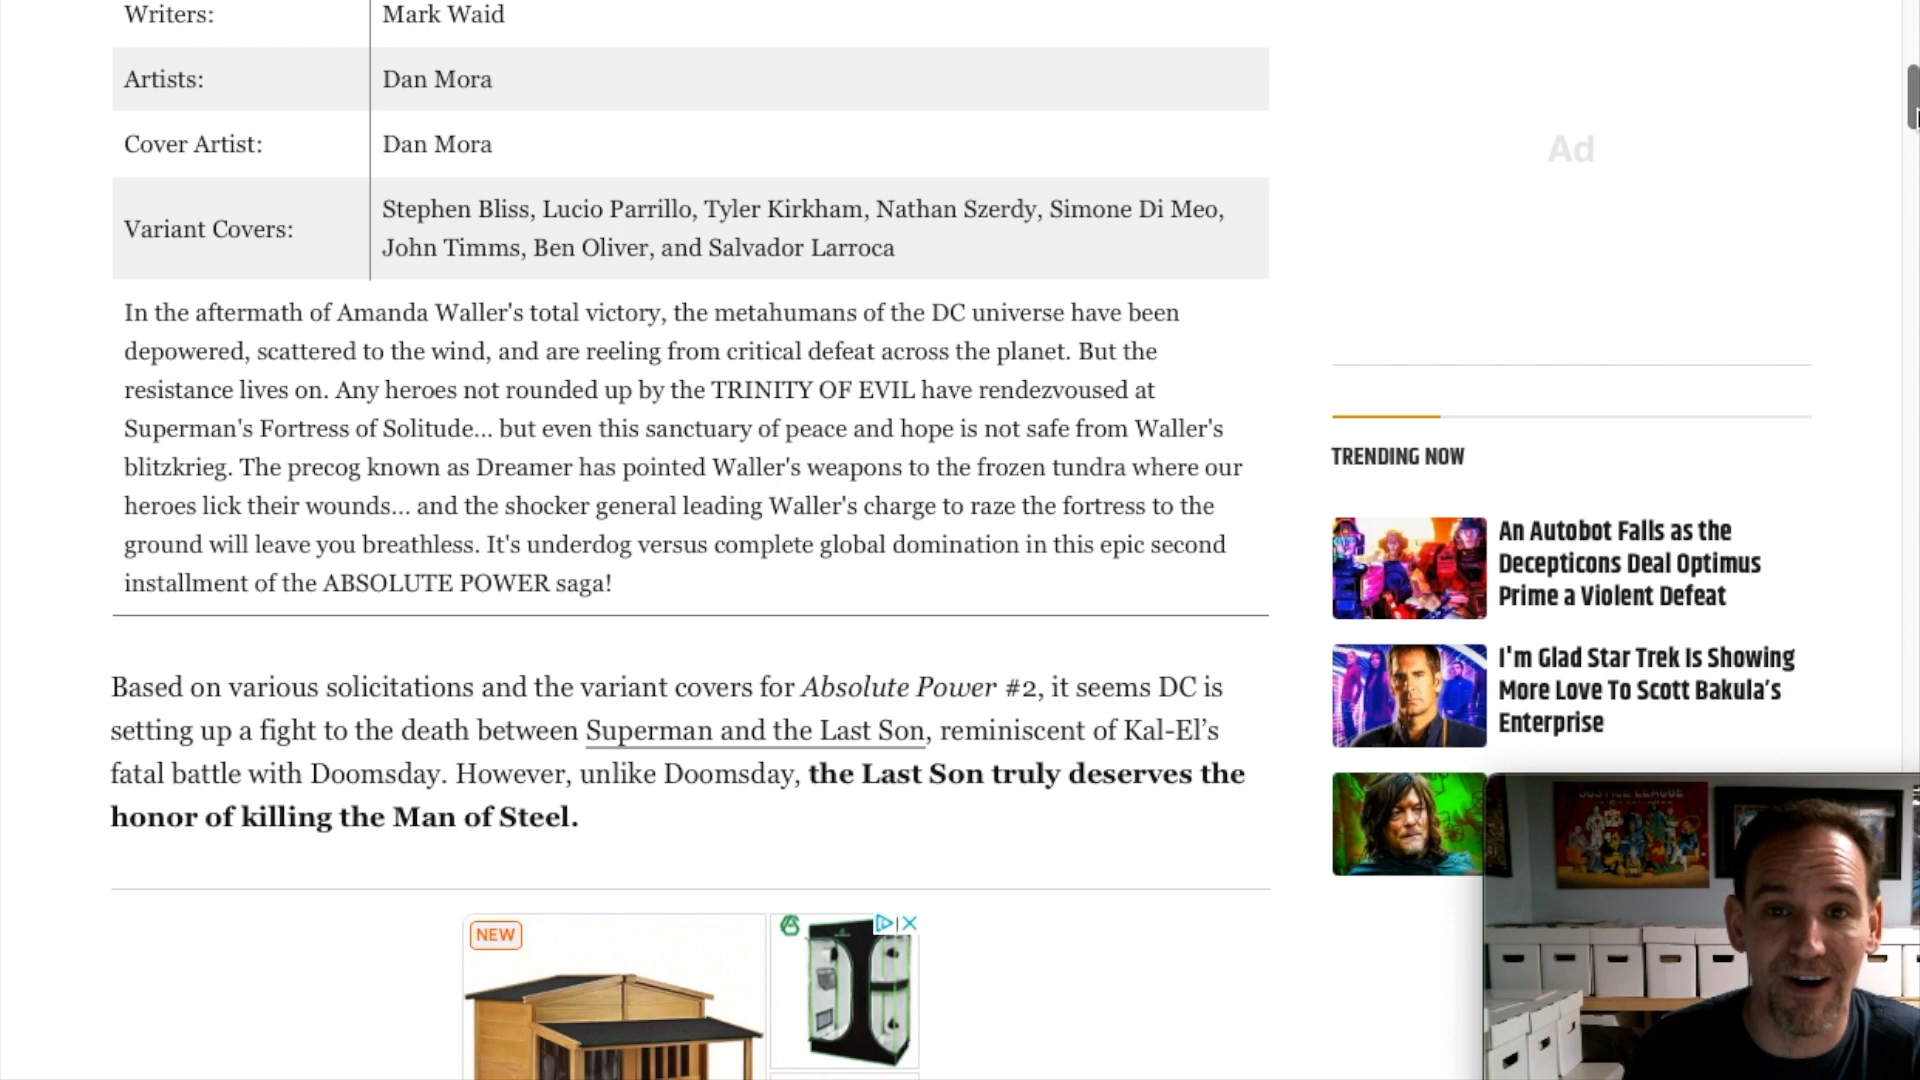 Writers:
Mark Waid
Artists:
Dan Mora
Cover Artist:
Dan Mora
Variant Covers:
Stephen Bliss, Lucio Parrillo, Tyler Kirkham, Nathan Szerdy, Simone Di Meo,
John Timms, Ben Oliver, and Salvador Larroca
In the aftermath of Amanda Waller's total victory, the metahumans of the DC universe have been
depowered, scattered to the wind, and are reeling from critical defeat across the planet. But the
resistance lives on. Any heroes not rounded up by the TRINITY OF EVIL have rendezvoused at
Superman's Fortress of Solitude... but even this sanctuary of peace and hope is not safe from Waller's
blitzkrieg. The precog known as Dreamer has pointed Waller's weapons to the frozen tundra where our
heroes lick their wounds... and the shocker general leading Waller's charge to raze the fortress to the
ground will leave you breathless. It's underdog versus complete global domination in this epic second
installment of the ABSOLUTE POWER saga!
Based on various solicitations and the variant covers for Absolute Power #2, it seems DC is
setting up a fight to the death between Superman and the Last Son, reminiscent of Kal-El’s
fatal battle with Doomsday. However, unlike Doomsday, the Last Son truly deserves the
honor of killing the Man of Steel.
NEW
Ad
TRENDING NOW
An Autobot Falls as the
Decepticons Deal Optimus
Prime a Violent Defeat
I'm Glad Star Trek Is Showing
More Love To Scott Bakula’s
Enterprise
JUSTICE LEAGUE